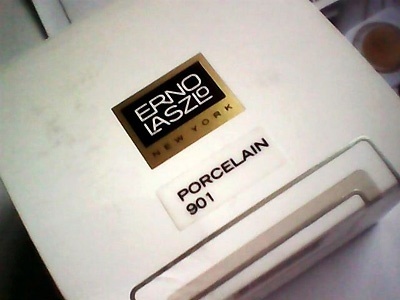 ERNO
LASZLO
NEW YORK
PORCELAIN
901